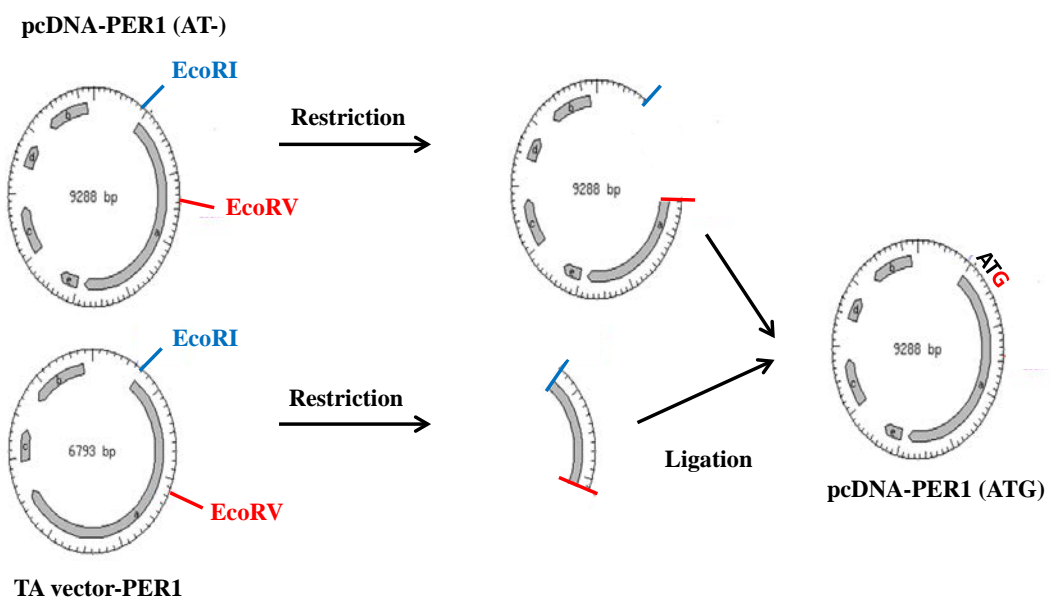 pcDNA-PER1 (AT-)
EcoRI
Restriction
9288 bp
EcoRV
9288 bp
ATG
9288 bp
EcoRI
Restriction
6793 bp
EcoRV
Ligation
pcDNA-PER1 (ATG)
TA vector-PER1